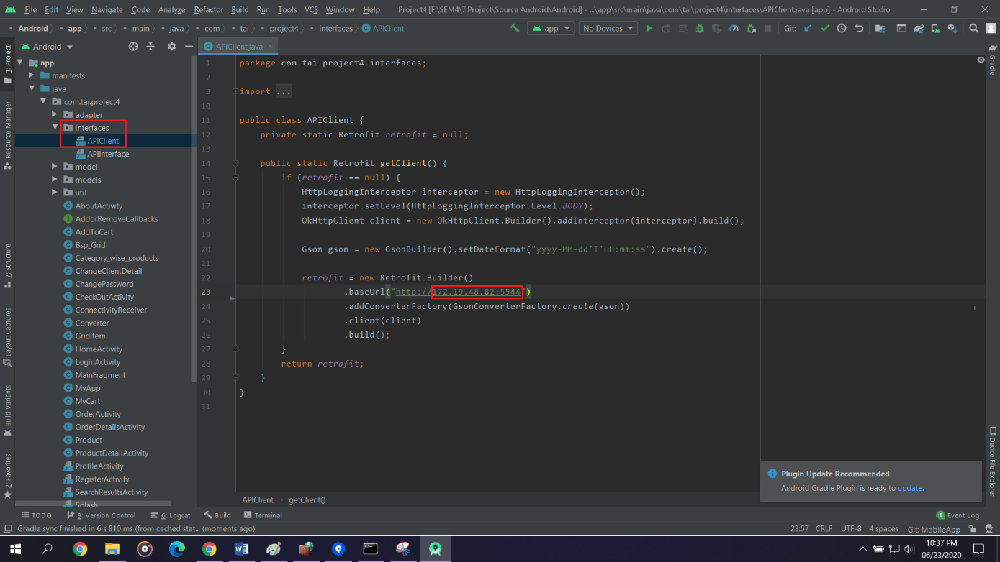 File Edit View Navigate Code Analyze Refactor Build Run Tools VCS Window Help Project4 [F:\SEM4\7.Project\Source Android\Android] - ...\app\src\main\java\com\tai\project4\interfaces\APIClient.java [app] - Android Studio
Android app src main java com tai project4 interfaces APIClient app No Devices Git:
Android
APIClient.java
1: Project
Resource Manager
Z: Structure
Layout Captures
Build Variants
2: Favorites
app
manifests
java
com.tai.project4
adapter
interfaces
APIClient
APIInterface
model
models
util
AboutActivity
AddorRemoveCallbacks
AddToCart
Bsp_Grid
Category_wise_products
ChangeClientDetail
ChangePassword
CheckOutActivity
ConnectivityReceiver
Converter
GridItem
HomeActivity
LoginActivity
MainFragment
MyApp
MyCart
OrderActivity
OrderDetailsActivity
Product
ProductDetailActivity
ProfileActivity
RegisterActivity
SearchResultsActivity
Splash
1 package com.tai.project4.interfaces;
2
3 import ...
10
11 public class APIClient {
12 private static Retrofit retrofit = null;
13
14 public static Retrofit getClient() {
15 if (retrofit == null) {
16 HttpLoggingInterceptor interceptor = new HttpLoggingInterceptor();
17 interceptor.setLevel(HttpLoggingInterceptor.Level.BODY);
18 OkHttpClient client = new OkHttpClient.Builder().addInterceptor(interceptor).build();
19
20 Gson gson = new GsonBuilder().setDateFormat("yyyy-MM-dd'T'HH:mm:ss").create();
21
22 retrofit = new Retrofit.Builder()
23 .baseUrl("http://172.19.48.82:5544")
24 .addConverterFactory(GsonConverterFactory.create(gson))
25 .client(client)
26 .build();
27 }
28 return retrofit;
29 }
30 }
31
Gradle
Device File Explorer
Plugin Update Recommended
Android Gradle Plugin is ready to update.
APIClient getClient()
TODO 9: Version Control 6: Logcat Build Terminal 1 Event Log
Gradle sync finished in 6 s 810 ms (from cached stat... (moments ago) 23:57 CRLF UTF-8 4 spaces Git: MobileApp
10:37 PM
06/23/2020